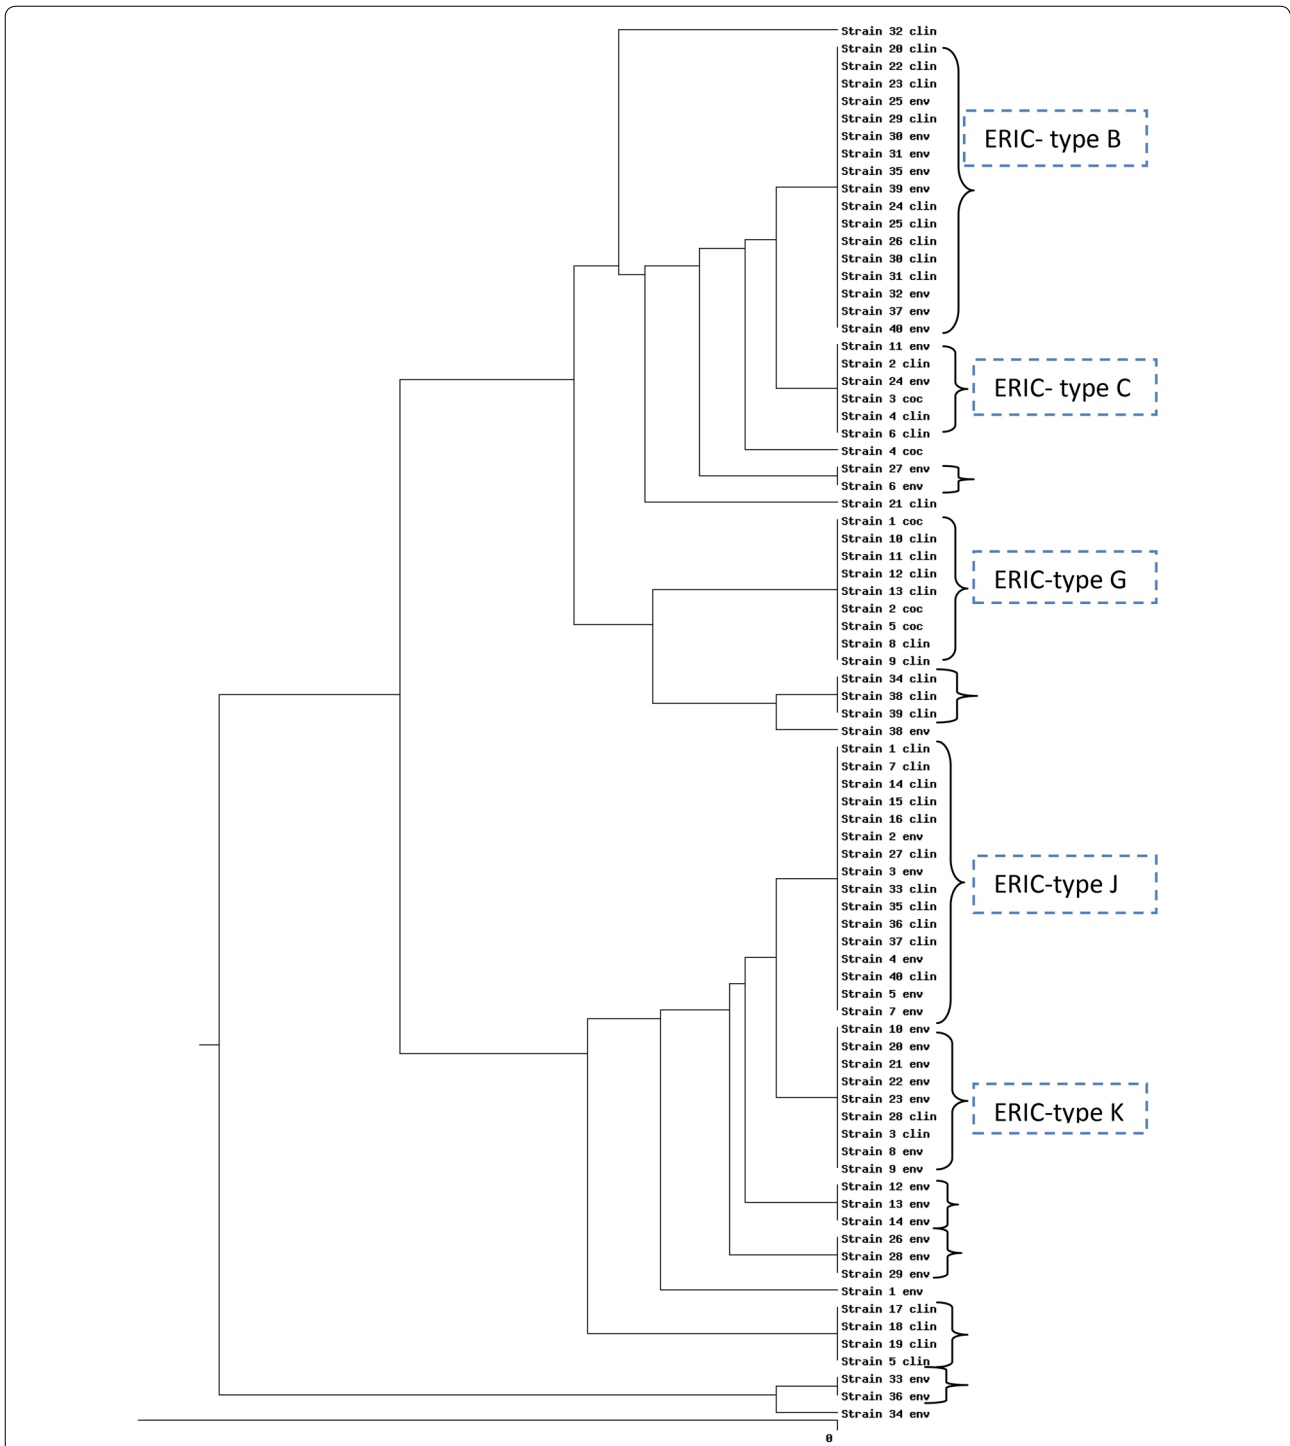 Strain 32 clin
Strain 20 clin
Strain 22 clin
Strain 23 clin
Strain 25 env
Strain 29 clin
Strain 30 env
Strain 31 env
Strain 35 env
Strain 39 env
Strain 24 clin
Strain 25 clin
Strain 26 clin
Strain 30 clin
Strain 31 clin
Strain 32 env
Strain 37 env
Strain 40 env
ERIC- type B
Strain 11 env
Strain 2 clin
Strain 24 env
Strain 3 coc
Strain 4 clin
Strain 6 clin
ERIC- type C
Strain 4 coc
Strain 27 env
Strain 6 env
Strain 21 clin
Strain 1 coc
Strain 10 clin
Strain 11 clin
Strain 12 clin
Strain 13 clin
Strain 2 coc
Strain 5 coc
Strain 8 clin
Strain 9 clin
ERIC-type G
Strain 34 clin
Strain 38 clin
Strain 39 clin
Strain 38 env
Strain 1 clin
Strain 7 clin
Strain 14 clin
Strain 15 clin
Strain 16 clin
Strain 2 env
Strain 27 clin
Strain 3 env
Strain 33 clin
Strain 35 clin
Strain 36 clin
Strain 37 clin
Strain 4 env
Strain 40 clin
Strain 5 env
Strain 7 env
ERIC-type J
Strain 10 env
Strain 20 env
Strain 21 env
Strain 22 env
Strain 23 env
Strain 28 clin
Strain 3 clin
Strain 8 env
Strain 9 env
ERIC-type K
Strain 12 env
Strain 13 env
Strain 14 env
Strain 26 env
Strain 28 env
Strain 29 env
Strain 1 env
Strain 17 clin
Strain 18 clin
Strain 19 clin
Strain 5 clin
Strain 33 env
Strain 36 env
Strain 34 env
0